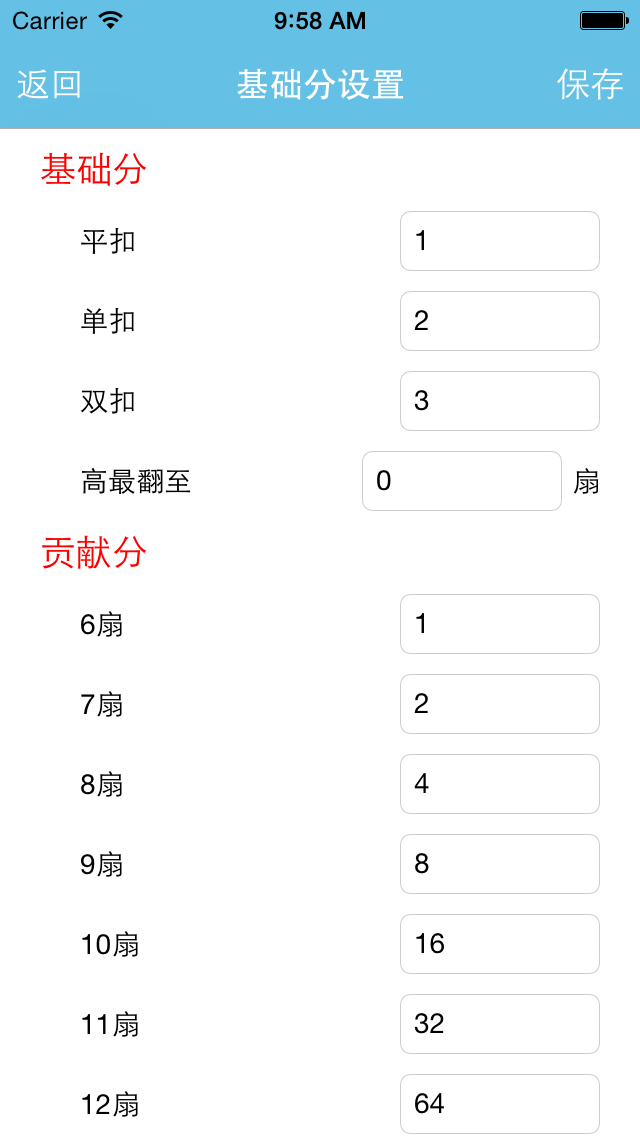 Carrier 9:58 AM
返回 基础分设置 保存
基础分
平扣 1
单扣 2
双扣 3
高最翻至 0 扇
贡献分
6扇 1
7扇 2
8扇 4
9扇 8
10扇 16
11扇 32
12扇 64